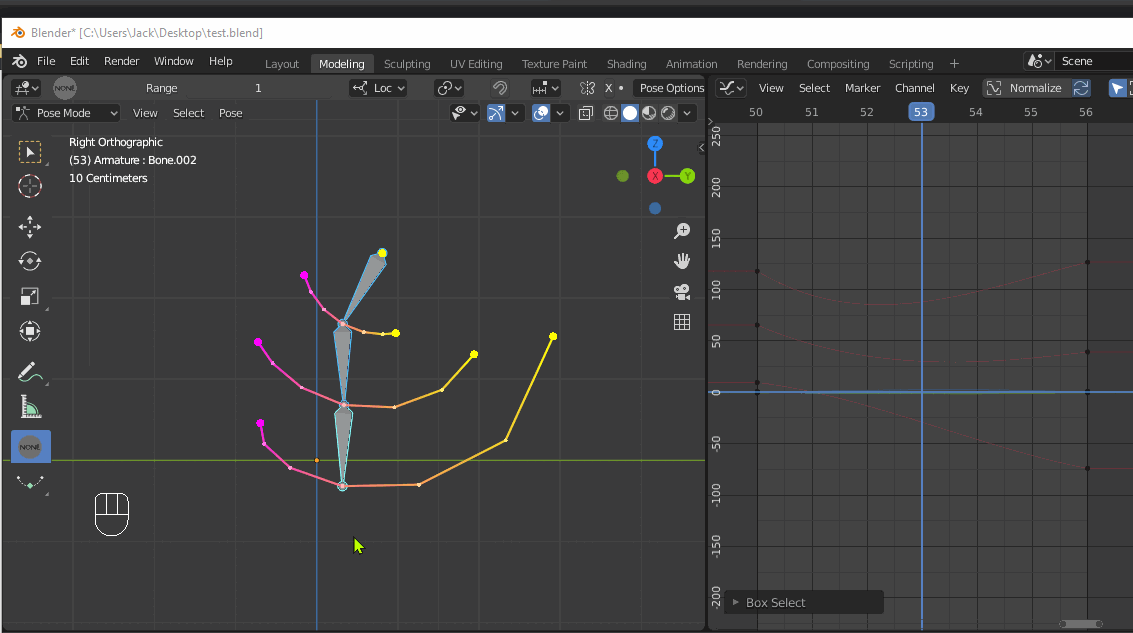 Blender* [C:\Users\Jack\Desktop\test.blend]
File Edit Render Window Help Layout Modeling Sculpting UV Editing Texture Paint Shading Animation Rendering Compositing Scripting + Scene
NONE Range 1 Loc X Pose Options View Select Marker Channel Key Normalize
Pose Mode View Select Pose 50 51 52 53 54 55 56
Right Orthographic
(53) Armature : Bone.002
10 Centimeters
Z
X
Y
250
200
150
100
50
0
-50
-100
-150
-200
NONE
Box Select